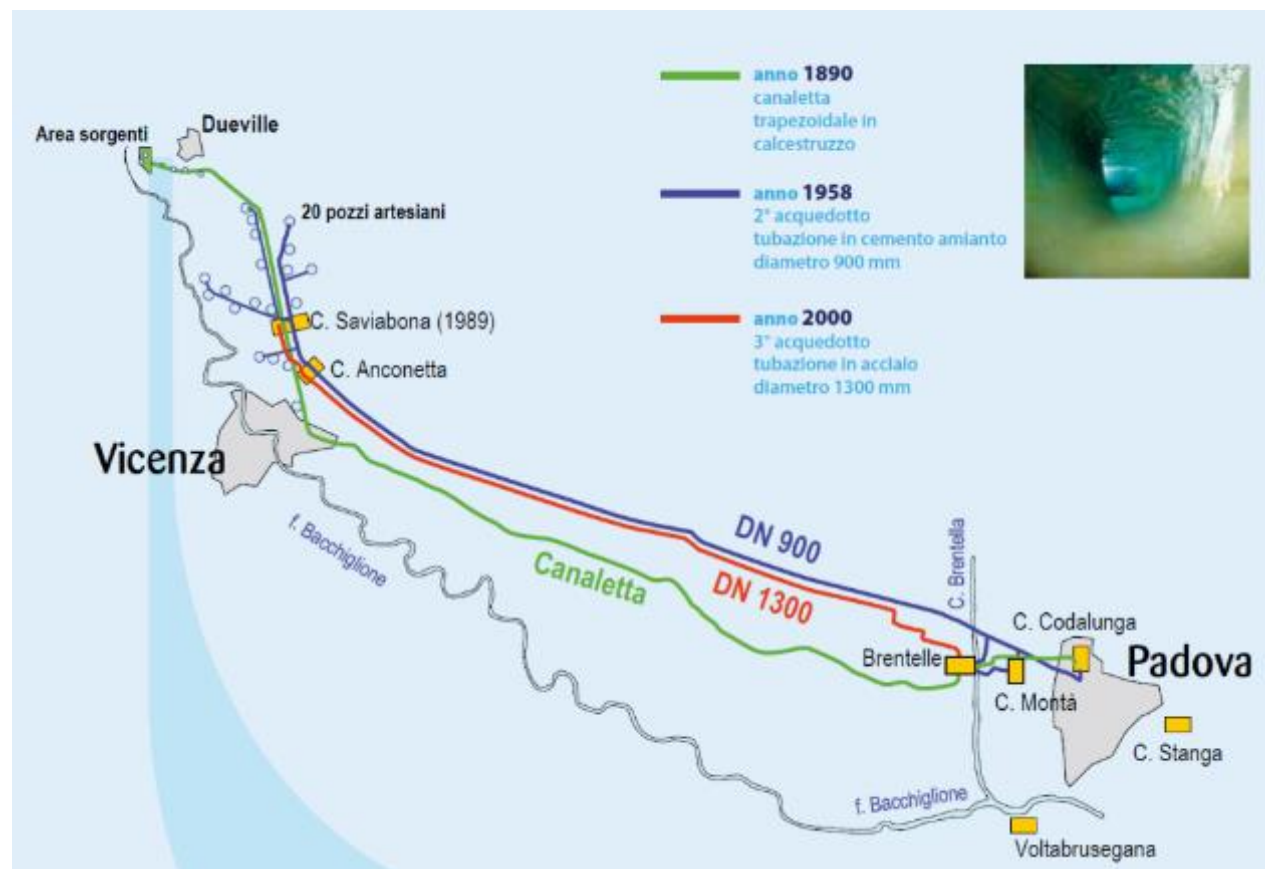 anno 1890
canaletta
trapezoidale in
calcestruzzo
anno 1958
2° acquedotto
tubazione in cemento amianto
diametro 900 mm
anno 2000
3° acquedotto
tubazione in acciaio
diametro 1300 mm
Area sorgenti
Dueville
20 pozzi artesiani
C. Saviabona (1989)
C. Anconetta
Vicenza
f. Bacchiglione
Canaletta
DN 900
DN 1300
C. Brentella
Brentelle
C. Codalunga
Padova
C. Montà
C. Stanga
f. Bacchiglione
Voltabrusegana